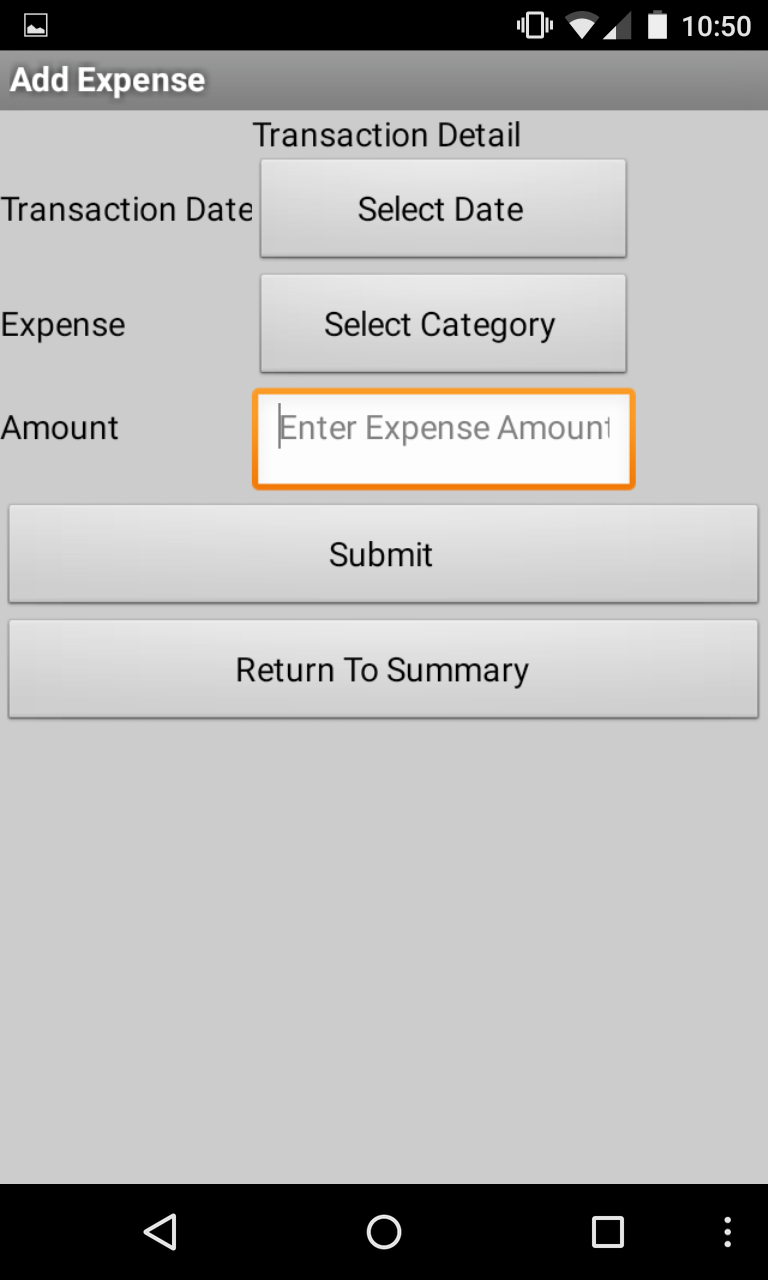 10:50
Add Expense
Transaction Detail
Transaction Date
Select Date
Expense
Select Category
Amount
Enter Expense Amount
Submit
Return To Summary